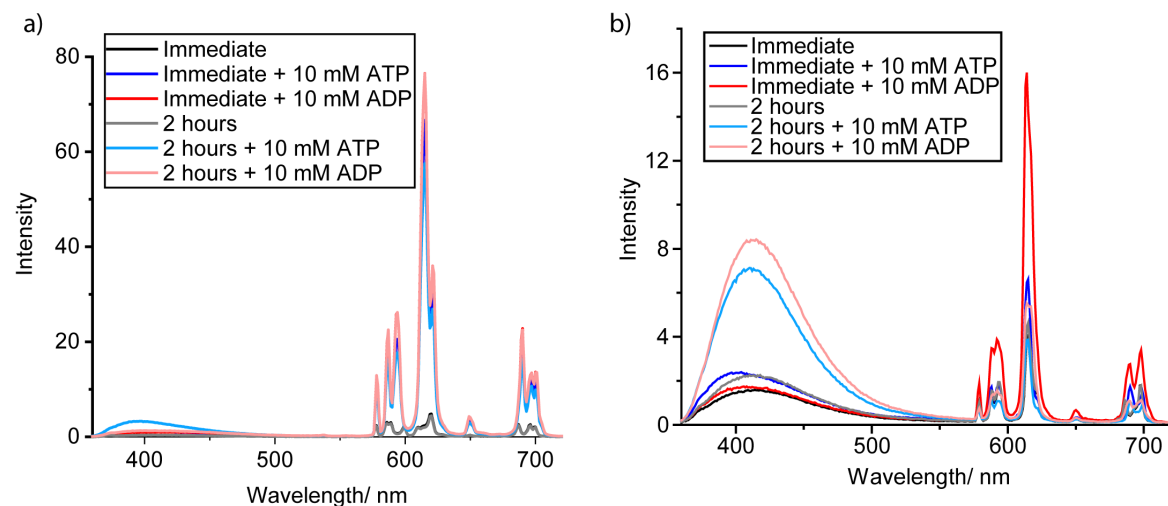 a)
Immediate
Immediate + 10 mM ATP
Immediate + 10 mM ADP
2 hours
2 hours + 10 mM ATP
2 hours + 10 mM ADP
80
60
40
20
0
Intensity
400
500
600
700
Wavelength/ nm
b)
Immediate
Immediate + 10 mM ATP
Immediate + 10 mM ADP
2 hours
2 hours + 10 mM ATP
2 hours + 10 mM ADP
16
12
8
4
0
Intensity
400
500
600
700
Wavelength/ nm